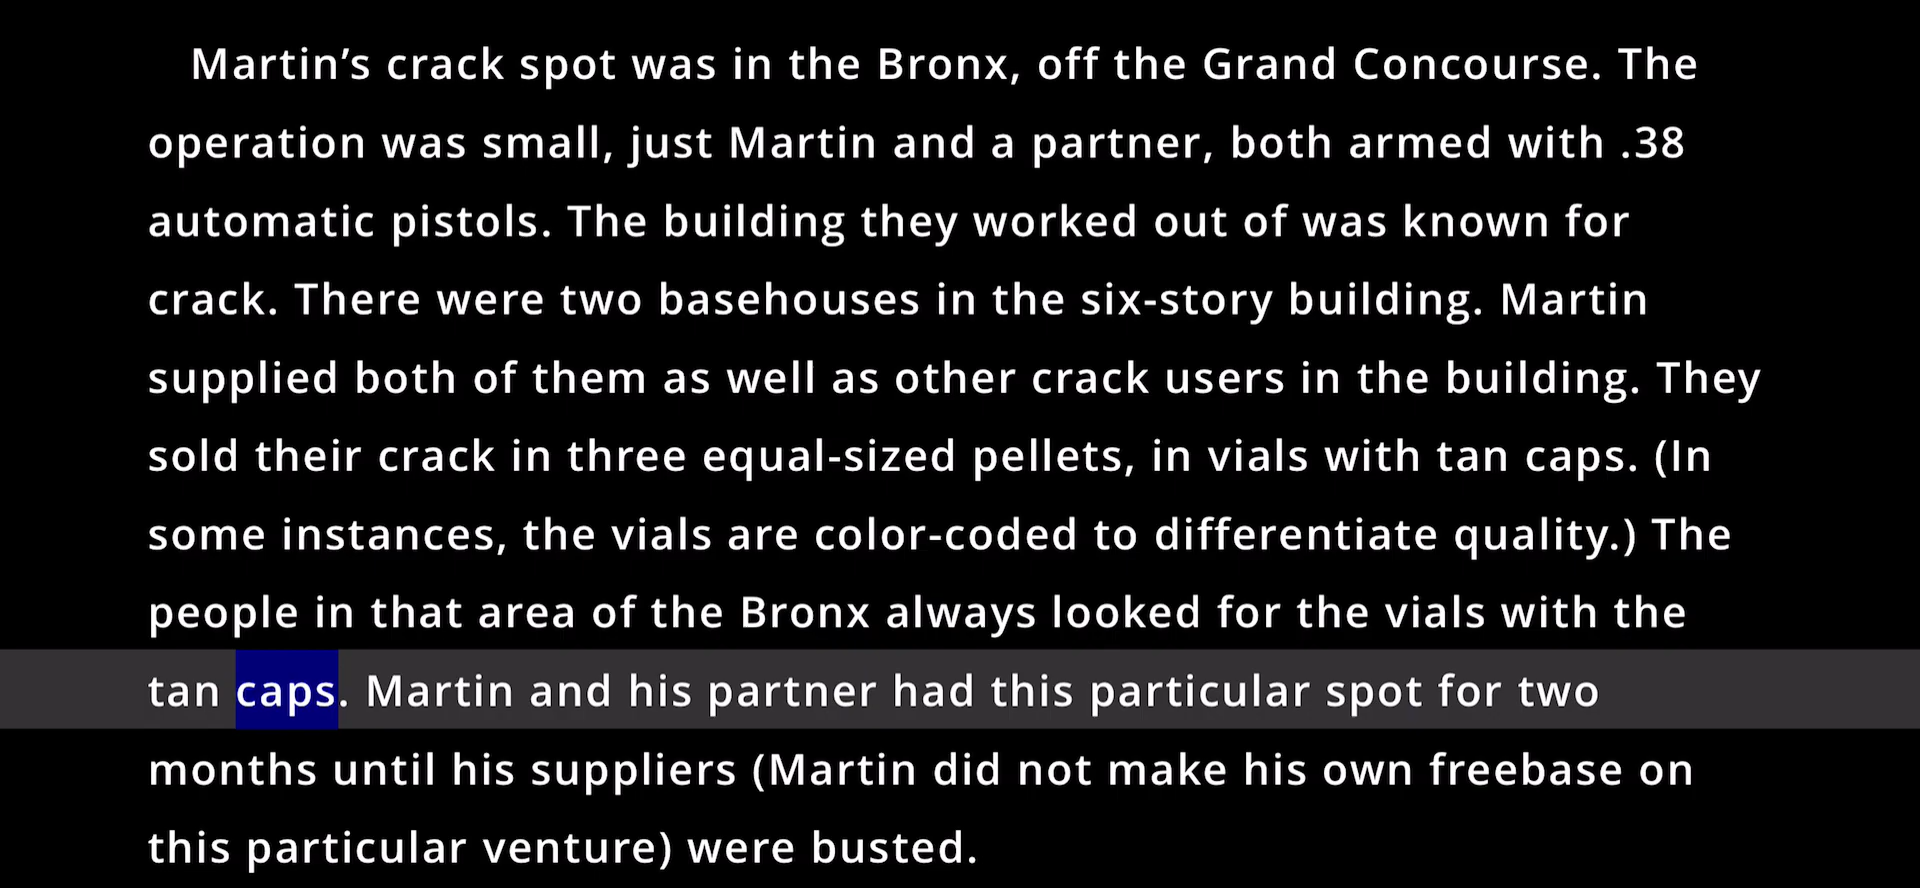 Martin’s crack spot was in the Bronx, off the Grand Concourse. The
operation was small, just Martin and a partner, both armed with .38
automatic pistols. The building they worked out of was known for
crack. There were two basehouses in the six-story building. Martin
supplied both of them as well as other crack users in the building. They
sold their crack in three equal-sized pellets, in vials with tan caps. (In
some instances, the vials are color-coded to differentiate quality.) The
people in that area of the Bronx always looked for the vials with the
tan caps. Martin and his partner had this particular spot for two
months until his suppliers (Martin did not make his own freebase on
this particular venture) were busted.